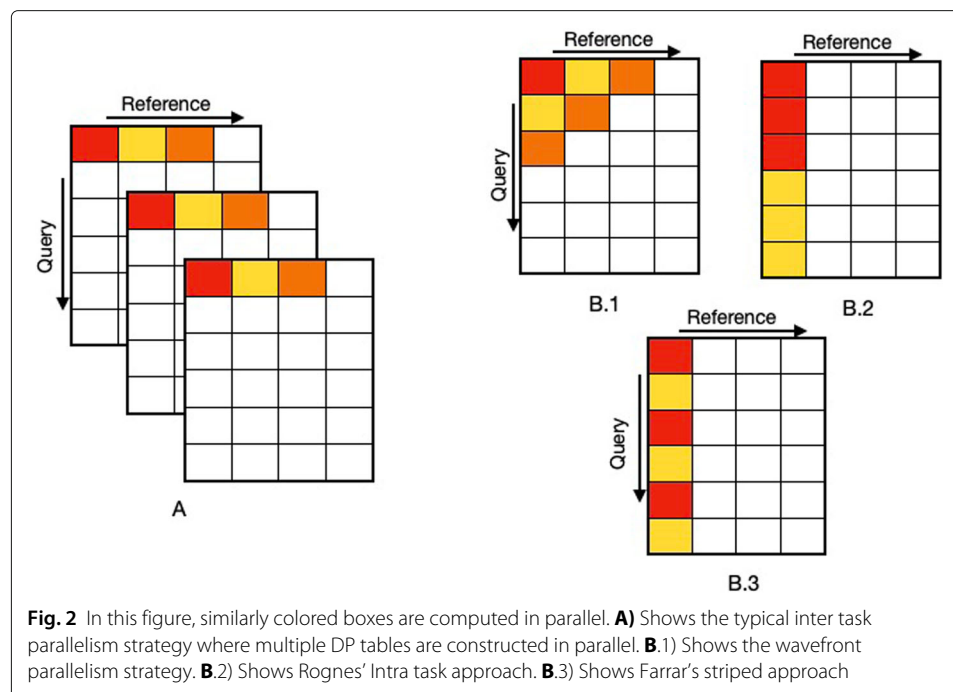 Reference
Query
A
Reference
Query
B.1
Reference
B.2
Reference
Query
B.3
Fig. 2 In this figure, similarly colored boxes are computed in parallel. A) Shows the typical inter task
parallelism strategy where multiple DP tables are constructed in parallel. B.1) Shows the wavefront
parallelism strategy. B.2) Shows Rognes' Intra task approach. B.3) Shows Farrar's striped approach